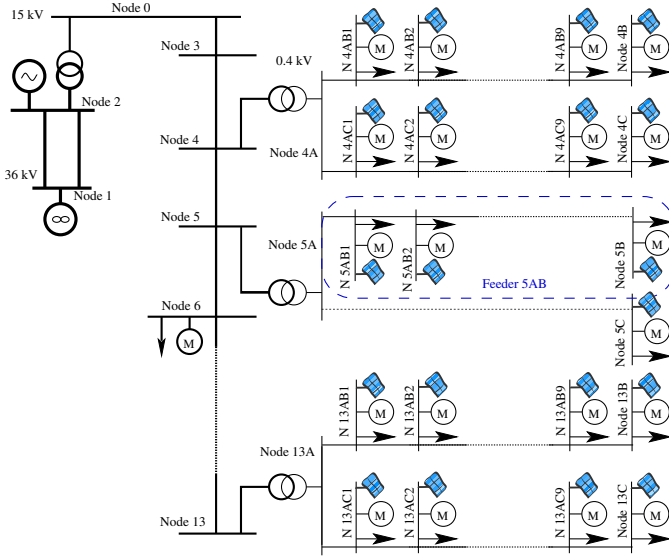 15 kV
Node 0
Node 3
0.4 kV
N 4AB1
M
N 4AB2
M
N 4AB9
M
Node 4B
M
Node 2
Node 4
Node 4A
N 4AC1
M
N 4AC2
M
N 4AC9
M
Node 4C
M
36 kV
Node 1
∞
Node 5
Node 5A
N 5AB1
M
N 5AB2
M
Node 5B
M
Feeder 5AB
Node 6
M
Node 5C
M
N 13AB1
M
N 13AB2
M
N 13AB9
M
Node 13B
M
Node 13A
Node 13
N 13AC1
M
N 13AC2
M
N 13AC9
M
Node 13C
M